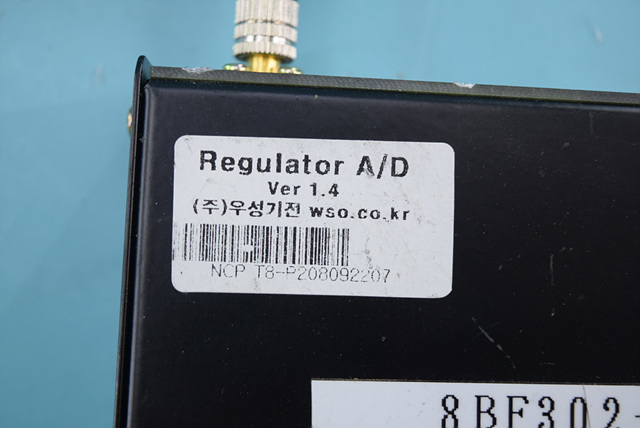 Regulator A/D
Ver 1.4
(주)우성기전 wso.co.kr
NCP T8-P208092207
8BF302-